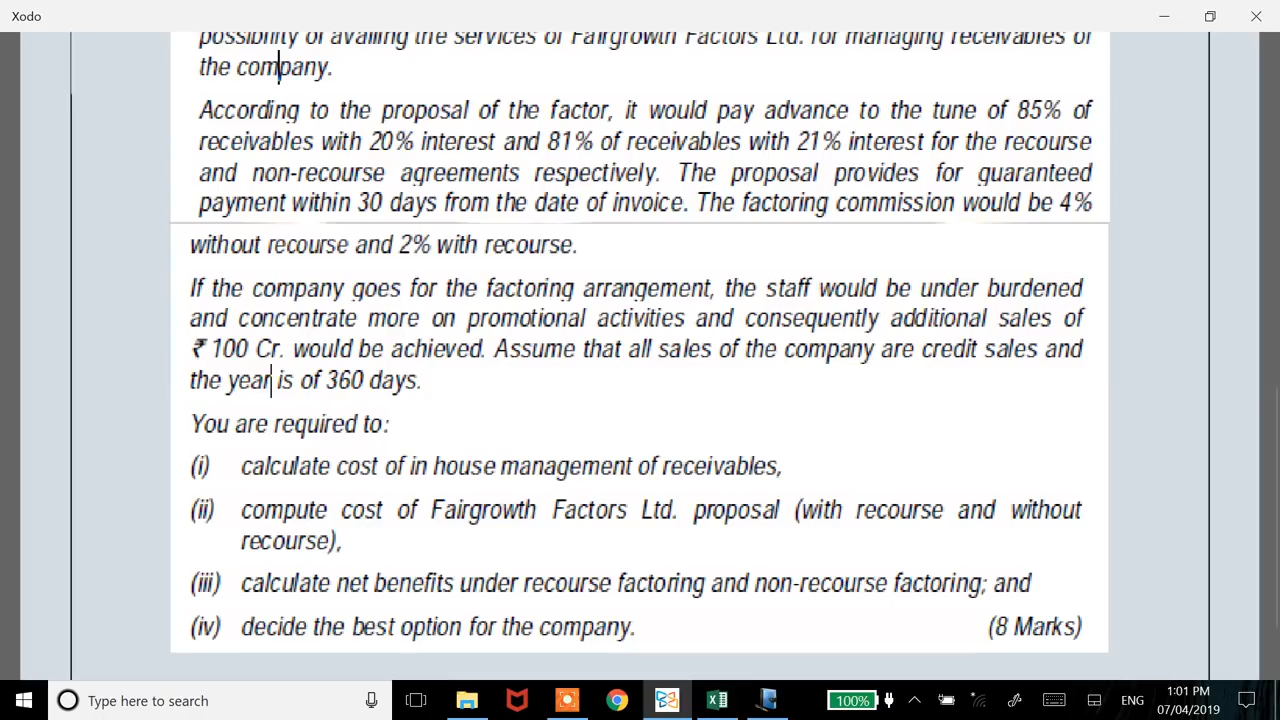 Xodo
possibility of availing the services of Fairgrowth Factors Ltd. for managing receivables of
the company.
According to the proposal of the factor, it would pay advance to the tune of 85% of
receivables with 20% interest and 81% of receivables with 21% interest for the recourse
and non-recourse agreements respectively. The proposal provides for guaranteed
payment within 30 days from the date of invoice. The factoring commission would be 4%
without recourse and 2% with recourse.
If the company goes for the factoring arrangement, the staff would be under burdened
and concentrate more on promotional activities and consequently additional sales of
₹ 100 Cr. would be achieved. Assume that all sales of the company are credit sales and
the year is of 360 days.
You are required to:
(i) calculate cost of in house management of receivables,
(ii) compute cost of Fairgrowth Factors Ltd. proposal (with recourse and without
recourse),
(iii) calculate net benefits under recourse factoring and non-recourse factoring; and
(iv) decide the best option for the company. (8 Marks)
Type here to search
100%
ENG
1:01 PM
07/04/2019